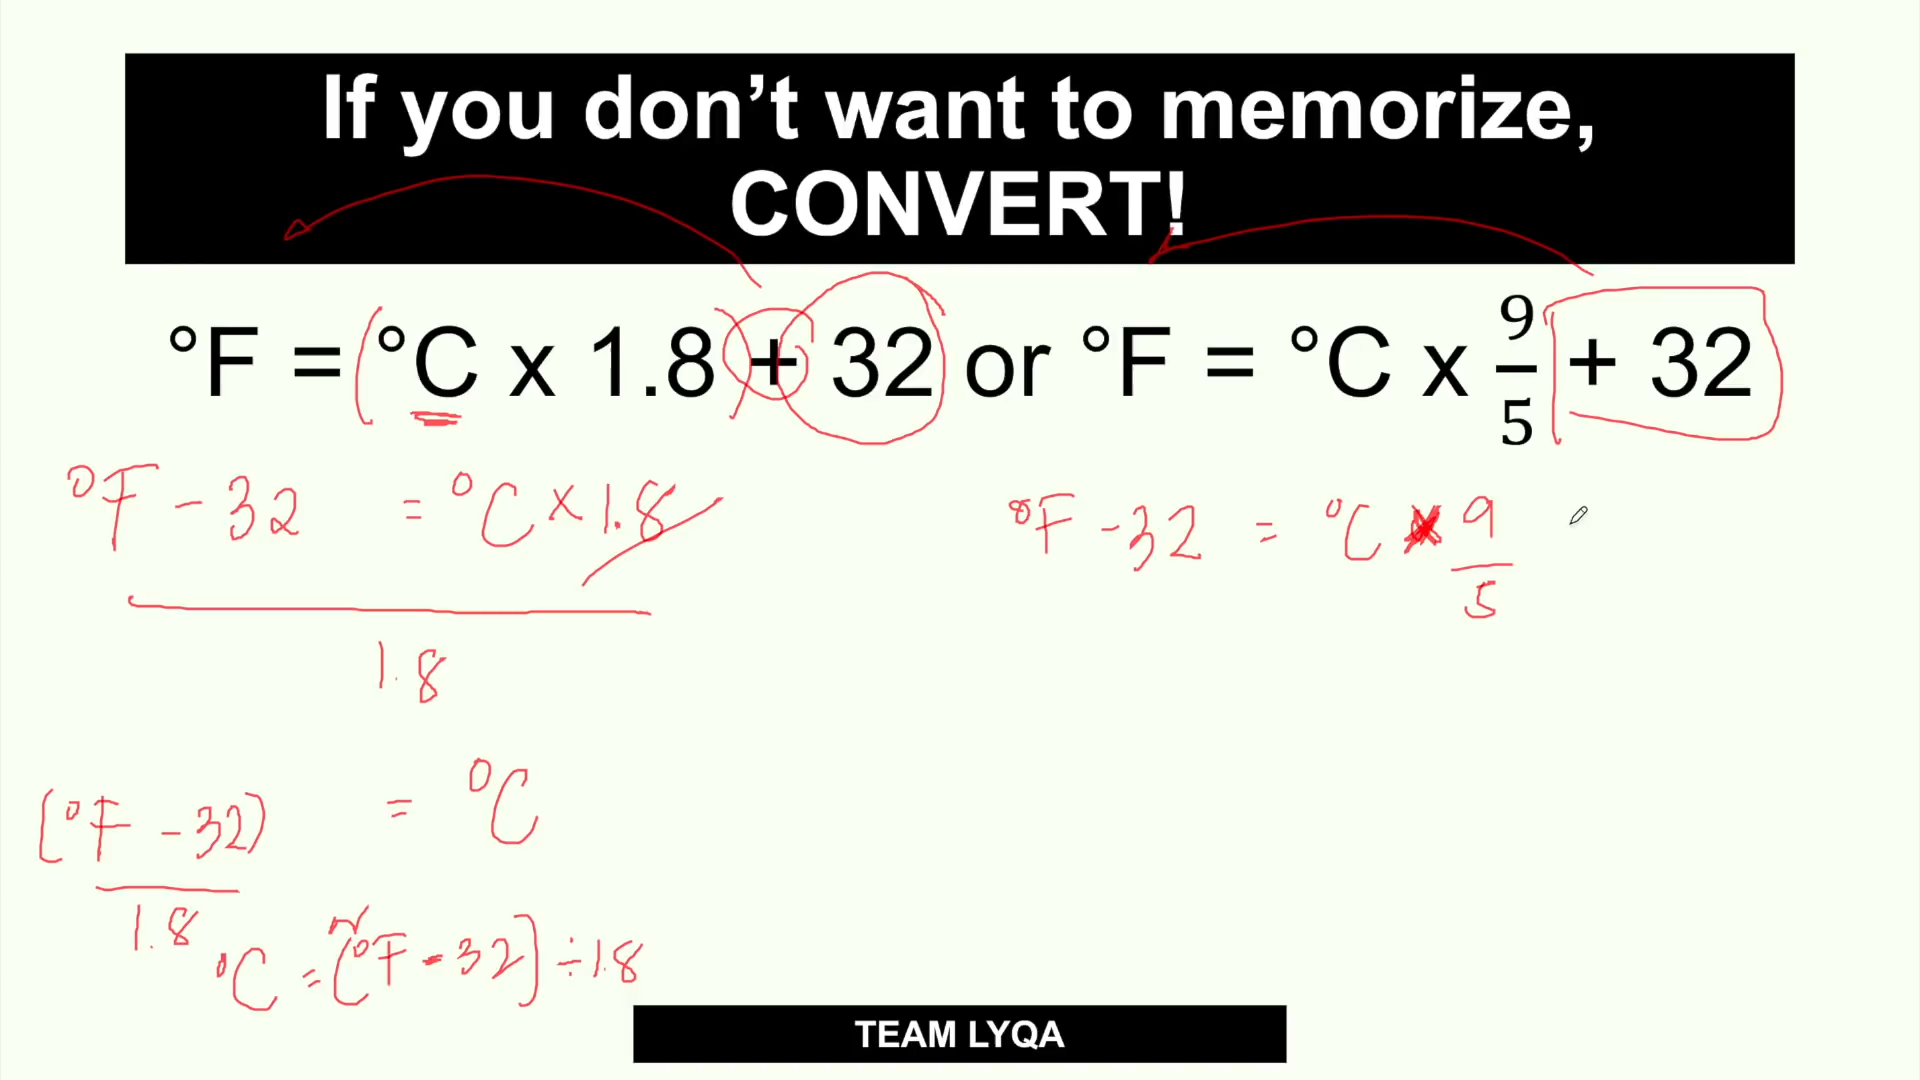 If you don't want to memorize,
CONVERT!
°F = (°C x 1.8) + 32 or °F = °C x 9/5 + 32
°F - 32 = °C x 1.8
1.8
°F - 32 = °C x 9/5
(°F - 32) = °C
1.8
°C = (°F - 32) ÷ 1.8
TEAM LYQA